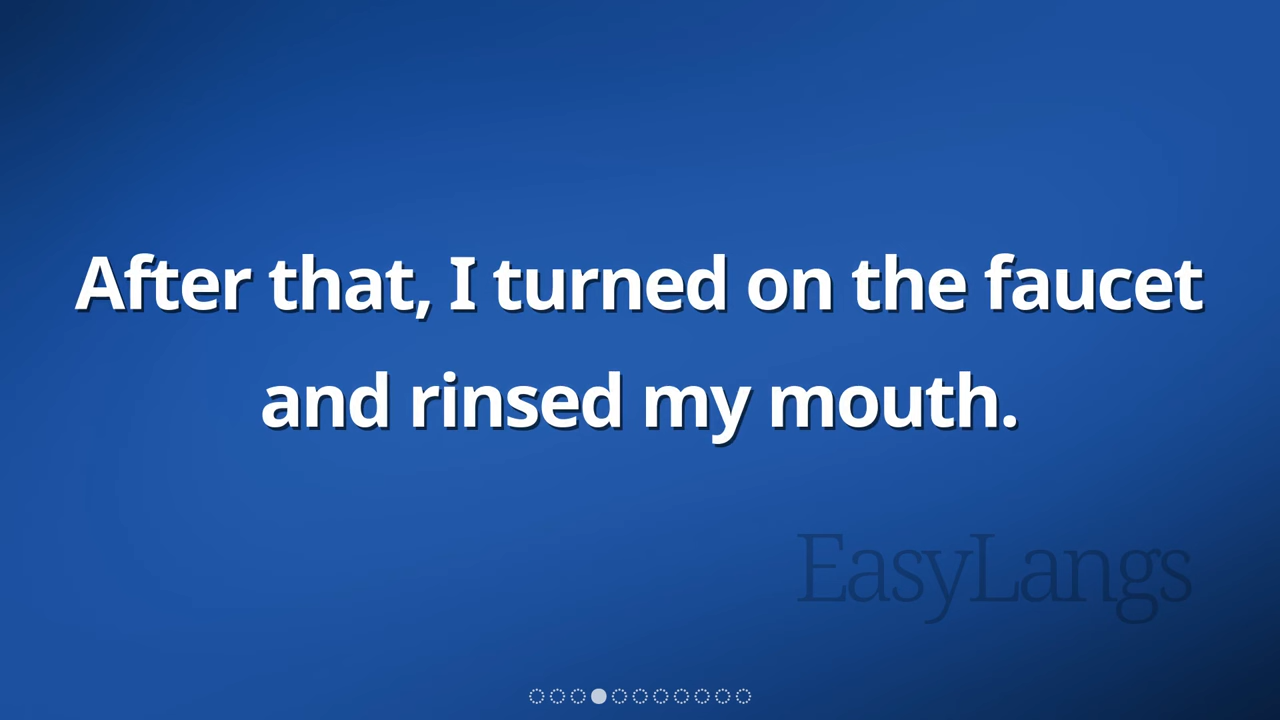 After that, I turned on the faucet
and rinsed my mouth.
EasyLangs